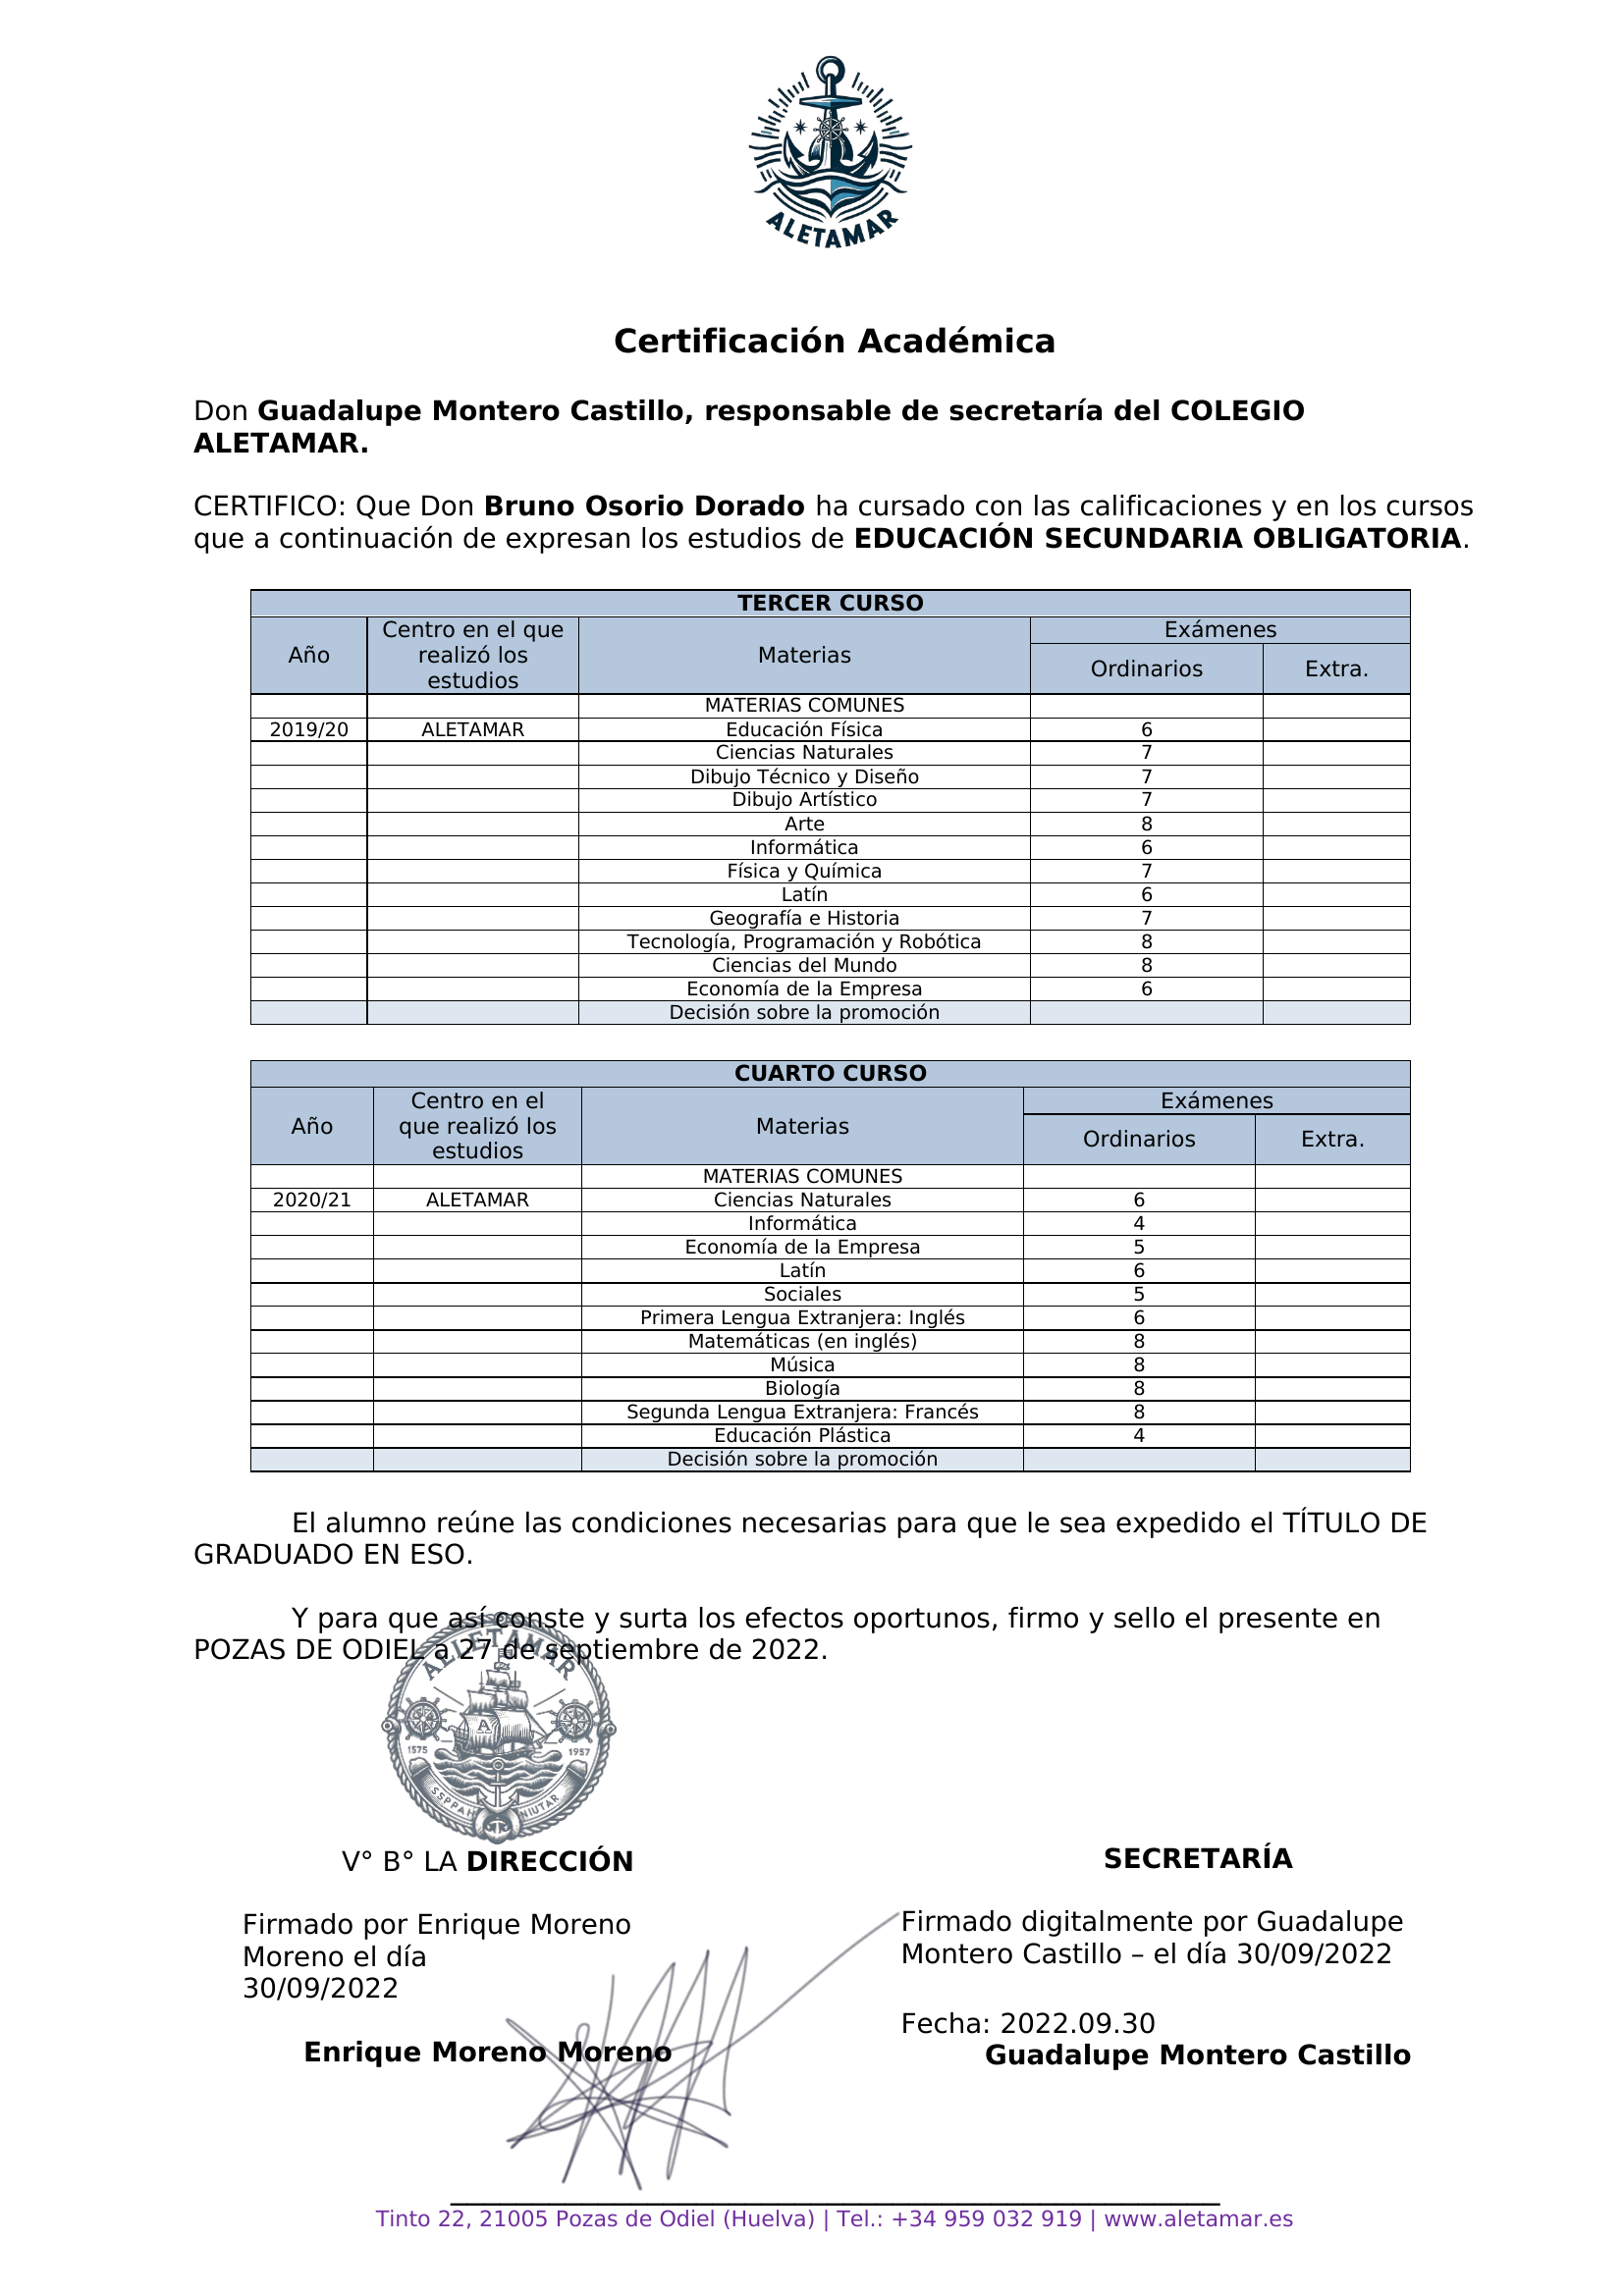 ALETAMAR
Certificación Académica
Don Guadalupe Montero Castillo, responsable de secretaría del COLEGIO
ALETAMAR.
CERTIFICO: Que Don Bruno Osorio Dorado ha cursado con las calificaciones y en los cursos
que a continuación de expresan los estudios de EDUCACIÓN SECUNDARIA OBLIGATORIA.
TERCER CURSO
Año Centro en el que realizó los estudios Materias Exámenes
Ordinarios Extra.
MATERIAS COMUNES
2019/20 ALETAMAR Educación Física 6
Ciencias Naturales 7
Dibujo Técnico y Diseño 7
Dibujo Artístico 7
Arte 8
Informática 6
Física y Química 7
Latín 6
Geografía e Historia 7
Tecnología, Programación y Robótica 8
Ciencias del Mundo 8
Economía de la Empresa 6
Decisión sobre la promoción
CUARTO CURSO
Año Centro en el que realizó los estudios Materias Exámenes
Ordinarios Extra.
MATERIAS COMUNES
2020/21 ALETAMAR Ciencias Naturales 6
Informática 4
Economía de la Empresa 5
Latín 6
Sociales 5
Primera Lengua Extranjera: Inglés 6
Matemáticas (en inglés) 8
Música 8
Biología 8
Segunda Lengua Extranjera: Francés 8
Educación Plástica 4
Decisión sobre la promoción
El alumno reúne las condiciones necesarias para que le sea expedido el TÍTULO DE
GRADUADO EN ESO.
Y para que así conste y surta los efectos oportunos, firmo y sello el presente en
POZAS DE ODIEL a 27 de septiembre de 2022.
ALETAMAR
A
1575 1957
SSPPAH NIUTAR
V° B° LA DIRECCIÓN
Firmado por Enrique Moreno
Moreno el día
30/09/2022
Enrique Moreno Moreno
SECRETARÍA
Firmado digitalmente por Guadalupe
Montero Castillo – el día 30/09/2022
Fecha: 2022.09.30
Guadalupe Montero Castillo
Tinto 22, 21005 Pozas de Odiel (Huelva) | Tel.: +34 959 032 919 | www.aletamar.es